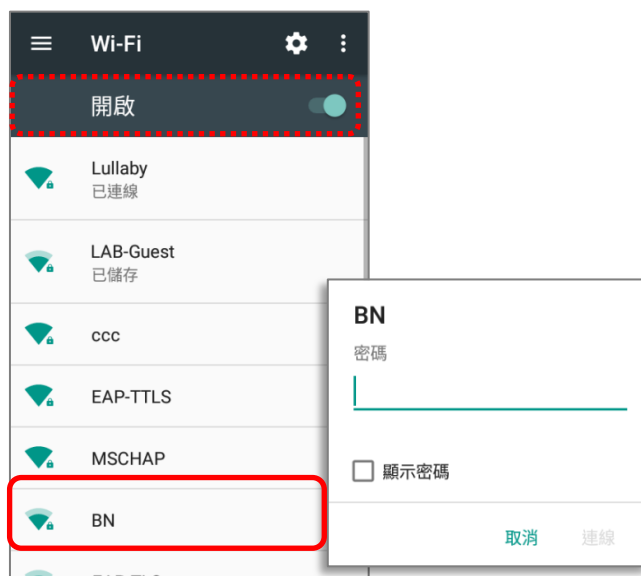 Wi-Fi
開啟
Lullaby
已連線
LAB-Guest
已儲存
ccc
EAP-TTLS
MSCHAP
BN
BN
密碼
顯示密碼
取消 連線